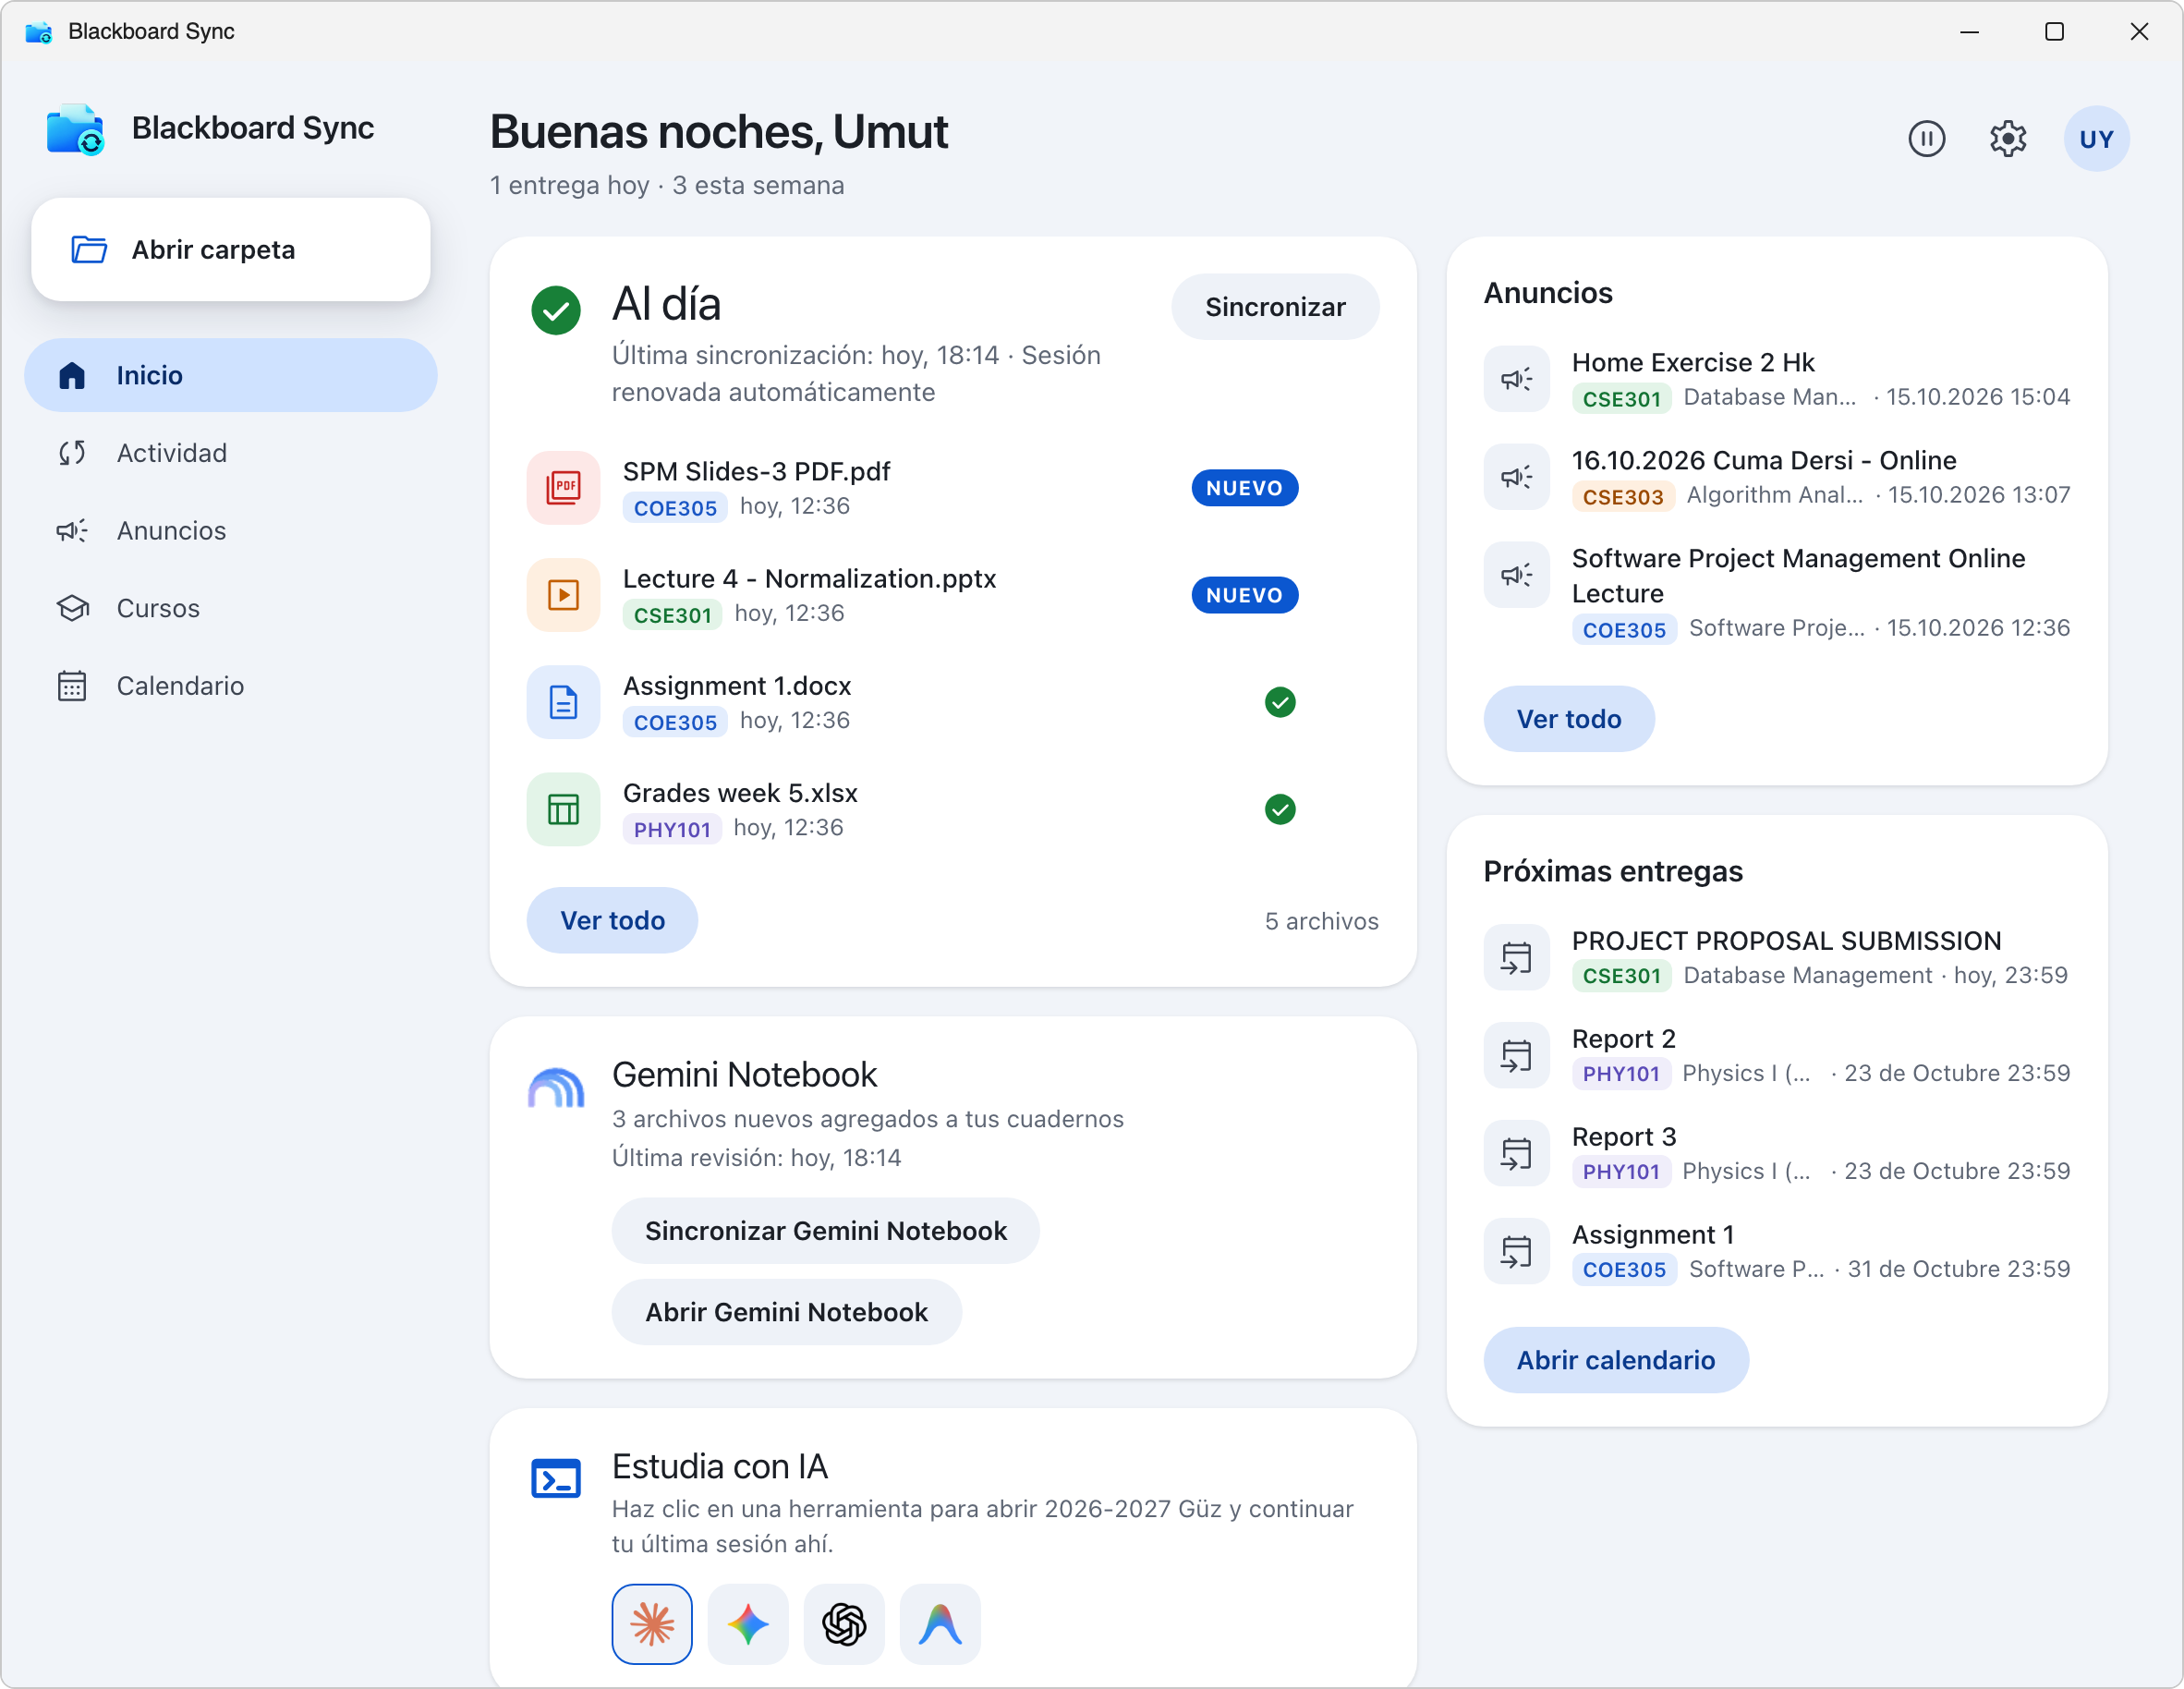 Blackboard Sync
Blackboard Sync
Abrir carpeta
Inicio
Actividad
Anuncios
Cursos
Calendario
Buenas noches, Umut
1 entrega hoy · 3 esta semana
UY
Al día
Sincronizar
Última sincronización: hoy, 18:14 · Sesión
renovada automáticamente
PDF
SPM Slides-3 PDF.pdf
COE305 hoy, 12:36
NUEVO
Lecture 4 - Normalization.pptx
CSE301 hoy, 12:36
NUEVO
Assignment 1.docx
COE305 hoy, 12:36
Grades week 5.xlsx
PHY101 hoy, 12:36
Ver todo
5 archivos
Gemini Notebook
3 archivos nuevos agregados a tus cuadernos
Última revisión: hoy, 18:14
Sincronizar Gemini Notebook
Abrir Gemini Notebook
Estudia con IA
Haz clic en una herramienta para abrir 2026-2027 Güz y continuar
tu última sesión ahí.
Anuncios
Home Exercise 2 Hk
CSE301 Database Man... · 15.10.2026 15:04
16.10.2026 Cuma Dersi - Online
CSE303 Algorithm Anal... · 15.10.2026 13:07
Software Project Management Online
Lecture
COE305 Software Proje... · 15.10.2026 12:36
Ver todo
Próximas entregas
PROJECT PROPOSAL SUBMISSION
CSE301 Database Management · hoy, 23:59
Report 2
PHY101 Physics I (... · 23 de Octubre 23:59
Report 3
PHY101 Physics I (... · 23 de Octubre 23:59
Assignment 1
COE305 Software P... · 31 de Octubre 23:59
Abrir calendario